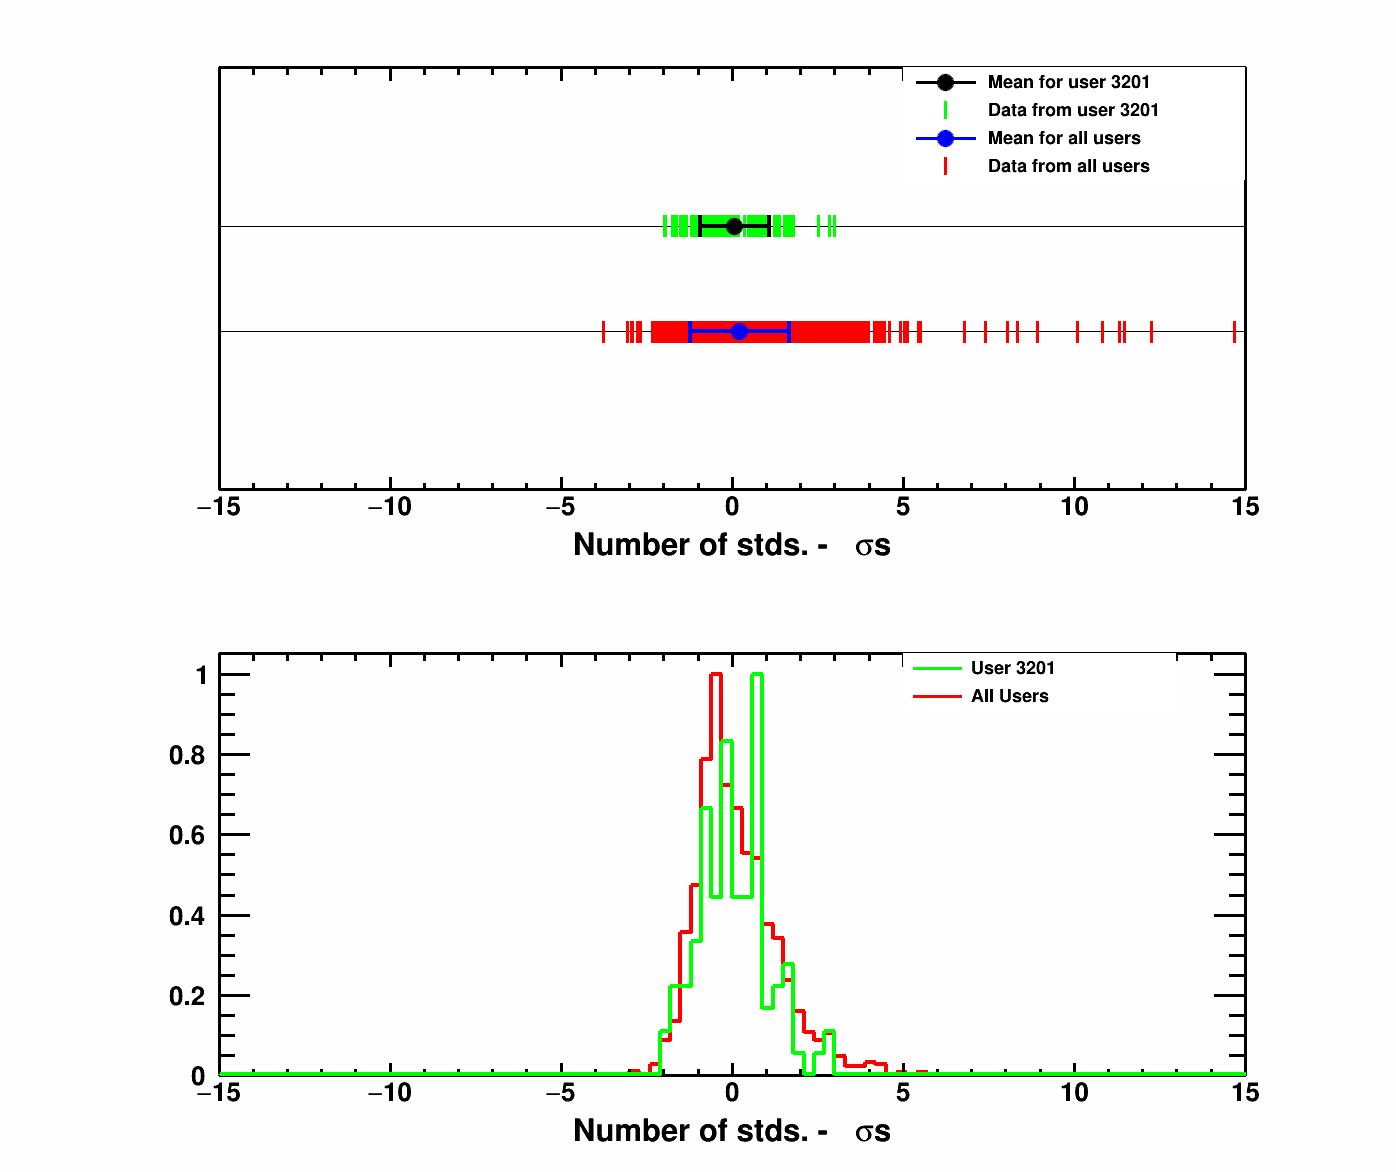 Mean for user 3201
Data from user 3201
Mean for all users
Data from all users
−15 −10 −5 0 5 10 15
Number of stds. - σs
User 3201
All Users
1
0.8
0.6
0.4
0.2
0
−15 −10 −5 0 5 10 15
Number of stds. - σs